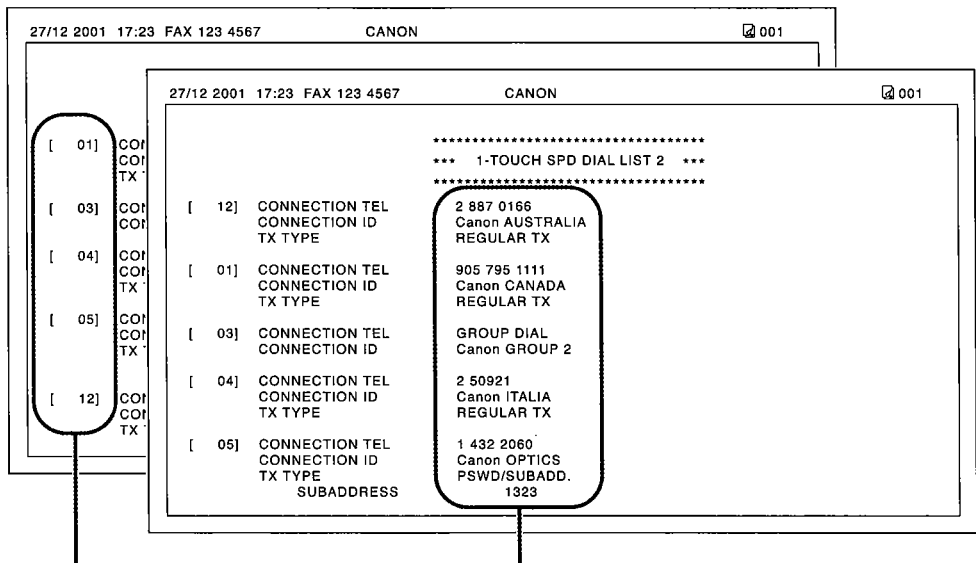 27/12 2001 17:23 FAX 123 4567 CANON 001
[ 01]
[ 03]
[ 04]
[ 05]
[ 12]
27/12 2001 17:23 FAX 123 4567 CANON 001
*********************************
*** 1-TOUCH SPD DIAL LIST 2 ***
*********************************
[ 12] CONNECTION TEL 2 887 0166
CONNECTION ID Canon AUSTRALIA
TX TYPE REGULAR TX
[ 01] CONNECTION TEL 905 795 1111
CONNECTION ID Canon CANADA
TX TYPE REGULAR TX
[ 03] CONNECTION TEL GROUP DIAL
CONNECTION ID Canon GROUP 2
[ 04] CONNECTION TEL 2 50921
CONNECTION ID Canon ITALIA
TX TYPE REGULAR TX
[ 05] CONNECTION TEL 1 432 2060
CONNECTION ID Canon OPTICS
TX TYPE PSWD/SUBADD.
SUBADDRESS 1323